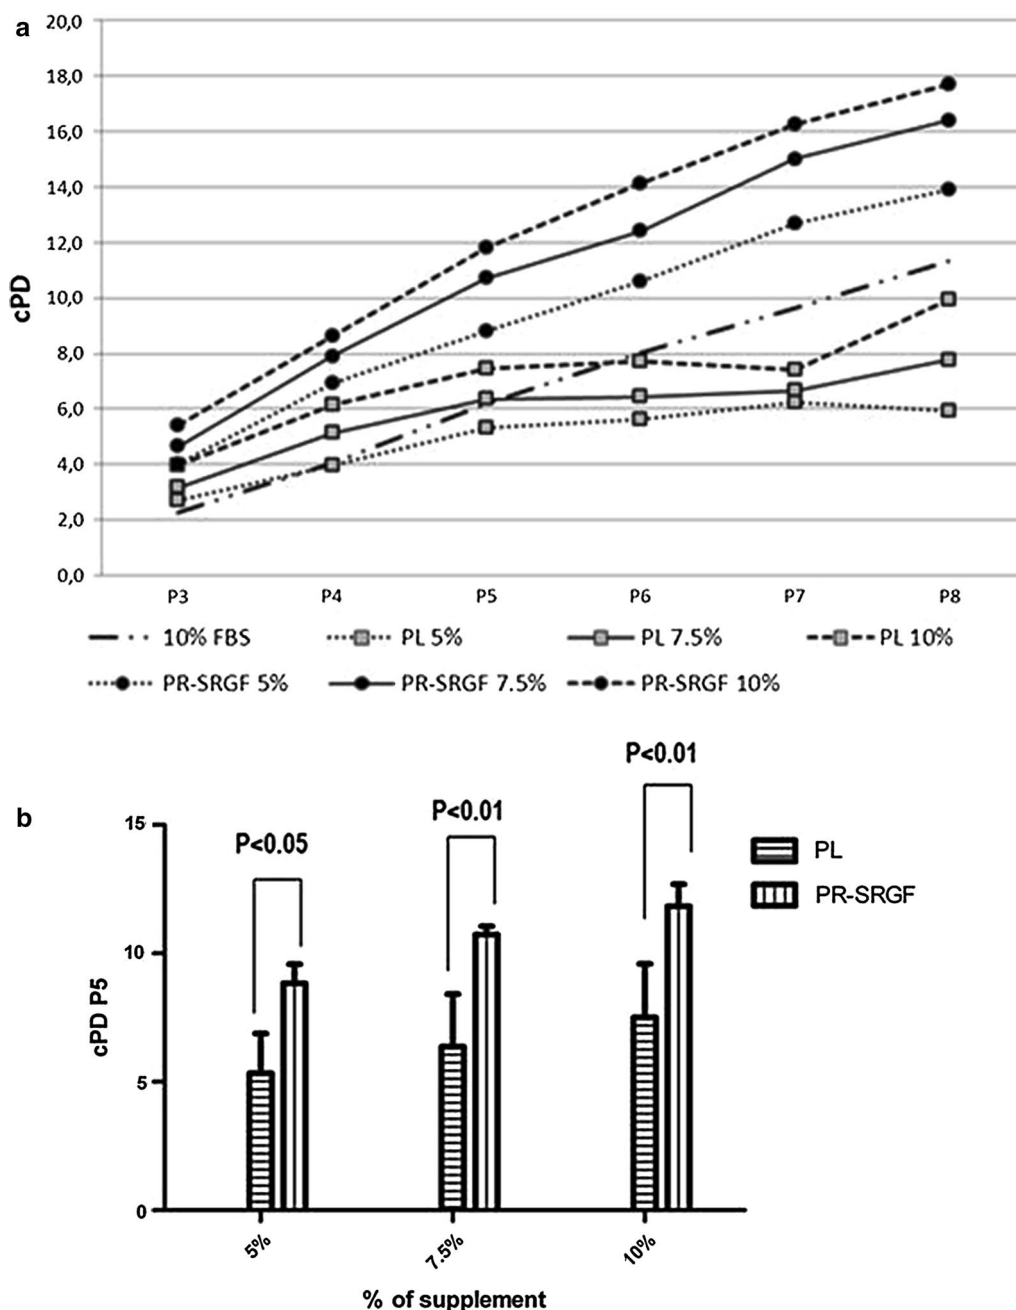 a
20,0
18,0
16,0
14,0
12,0
10,0
8,0
6,0
4,0
2,0
0,0
cPD
P3 P4 P5 P6 P7 P8
10% FBS PL 5% PL 7.5% PL 10%
PR-SRGF 5% PR-SRGF 7.5% PR-SRGF 10%
b
P<0.05 P<0.01 P<0.01
PL
PR-SRGF
15
10
5
0
cPD P5
5% 7.5% 10%
% of supplement